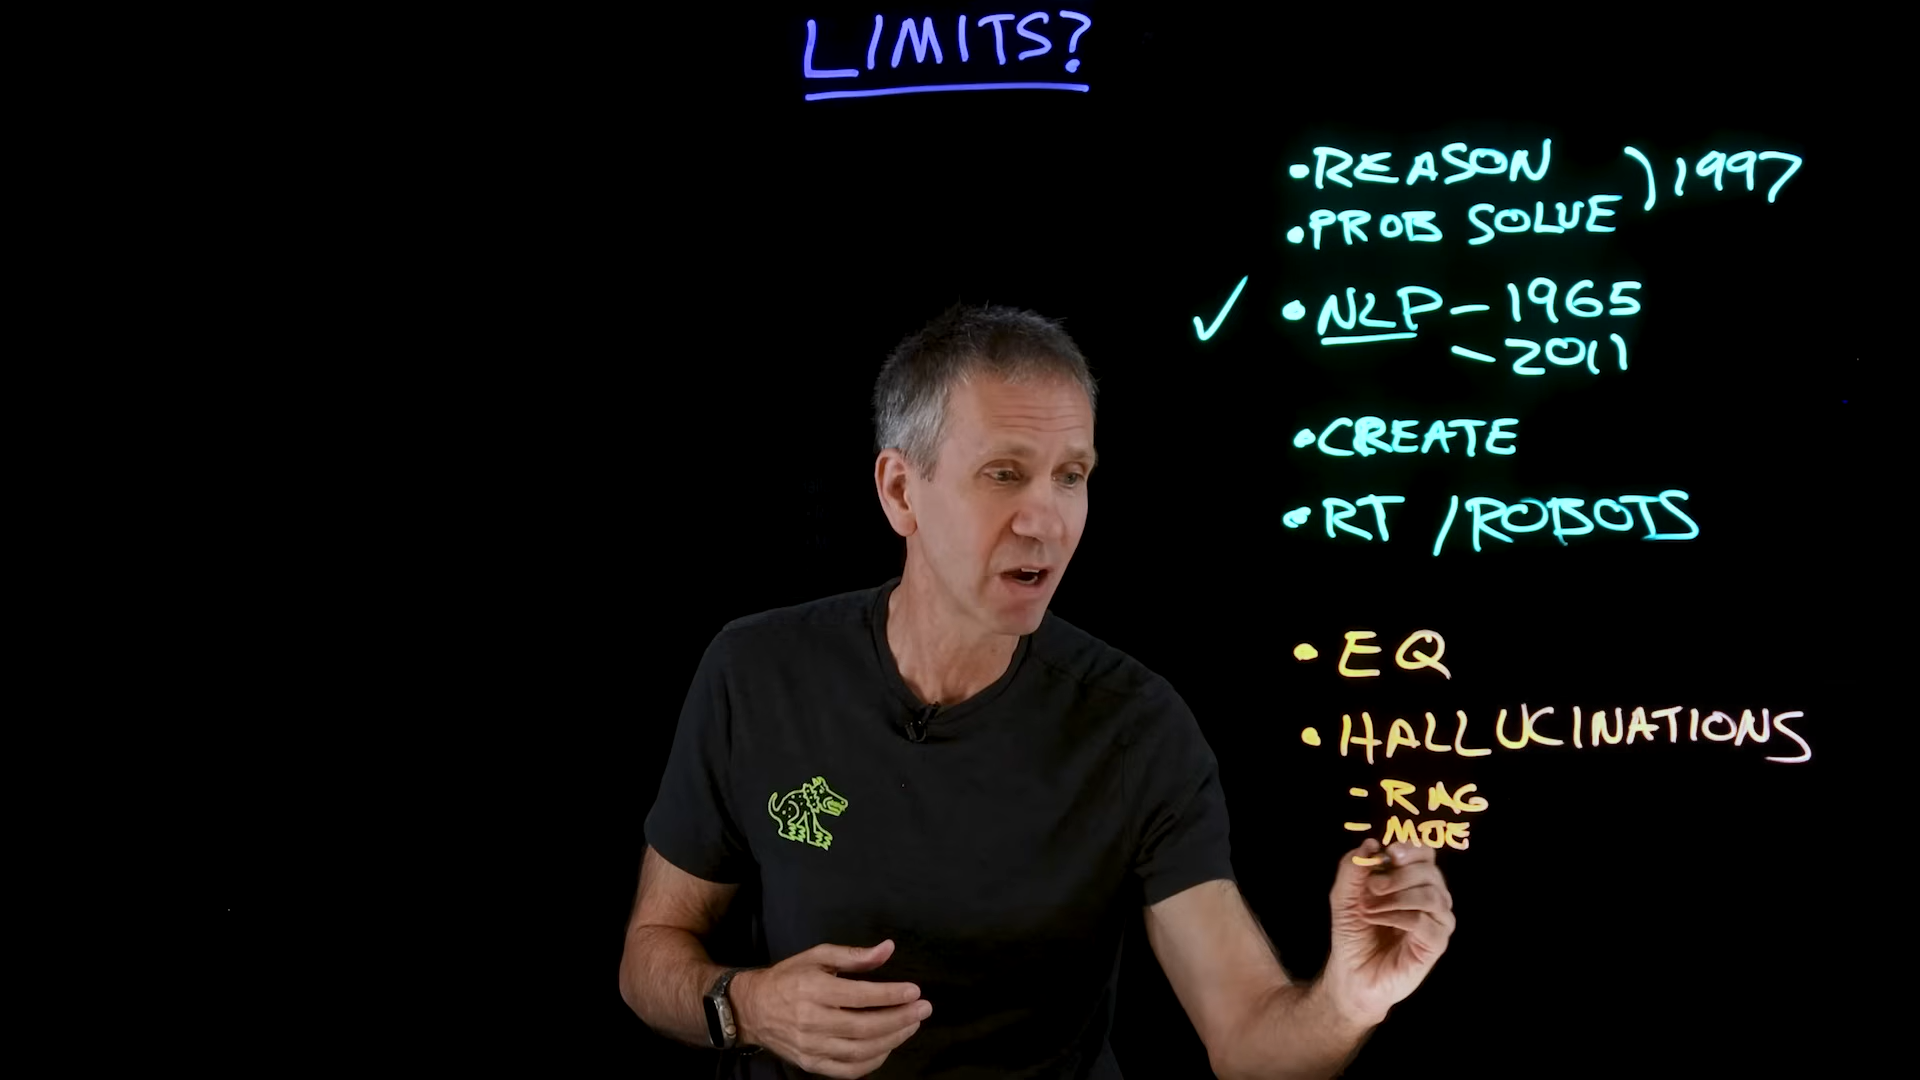 LIMITS?
• REASON
• PROB SOLVE ) 1997
✓ • NLP – 1965
– 2011
• CREATE
• RT / ROBOTS
• EQ
• HALLUCINATIONS
- RAG
- MOE
-